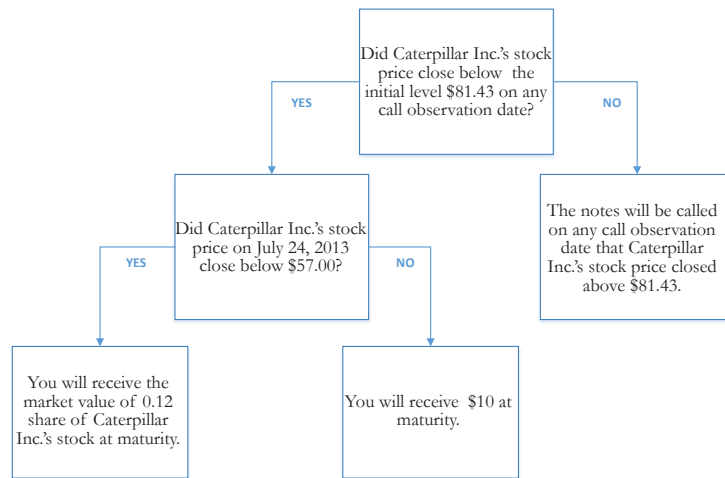 Did Caterpillar Inc.'s stock
price close below the
initial level $81.43 on any
call observation date?
YES
NO
Did Caterpillar Inc.'s stock
price on July 24, 2013
close below $57.00?
The notes will be called
on any call observation
date that Caterpillar
Inc.'s stock price closed
above $81.43.
YES
NO
You will receive the
market value of 0.12
share of Caterpillar
Inc.'s stock at maturity.
You will receive $10 at
maturity.